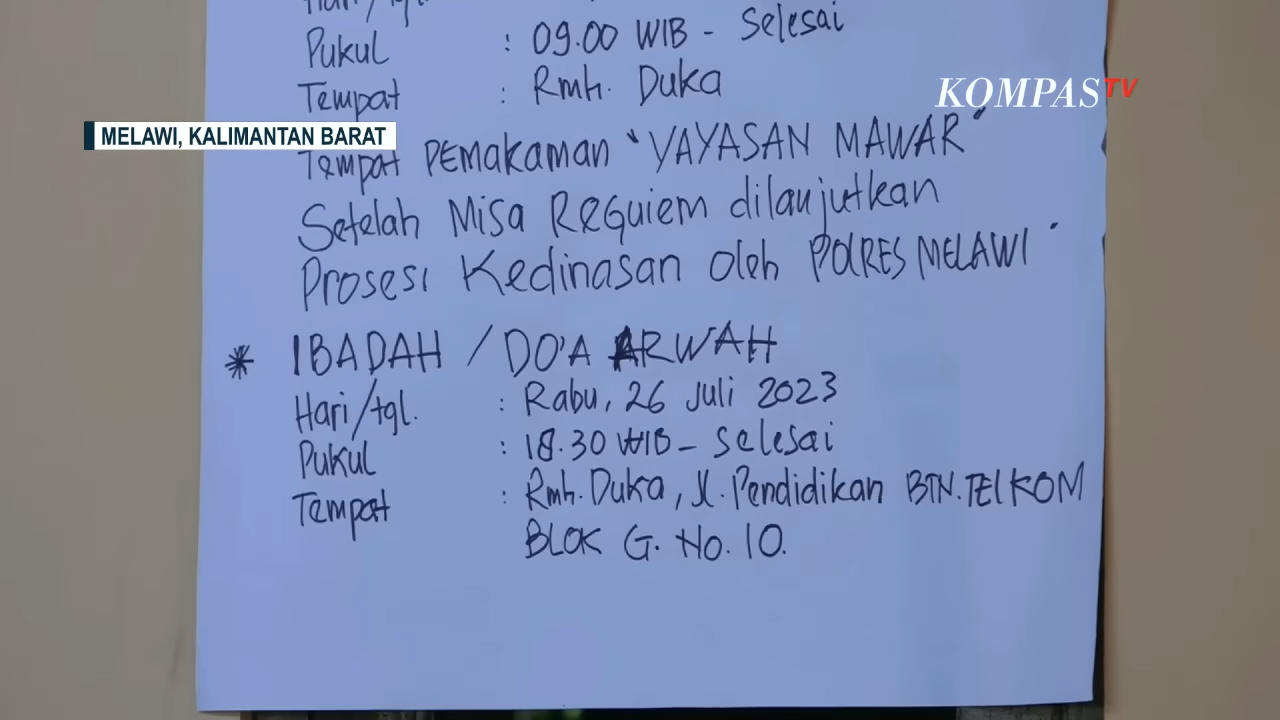 Hari/tgl.
Pukul : 09.00 WIB - Selesai
Tempat : Rmh. Duka
KOMPASTV
MELAWI, KALIMANTAN BARAT
Tempat PEMAKAMAN "YAYASAN MAWAR"
Setelah Misa Requiem dilanjutkan
Prosesi Kedinasan oleh POLRES MELAWI
* IBADAH / DO'A ARWAH
Hari/tgl. : Rabu, 26 Juli 2023
Pukul : 18.30 WIB - Selesai
Tempat : Rmh. Duka, Jl. Pendidikan BTN. TELKOM
BLOK G. No. 10.